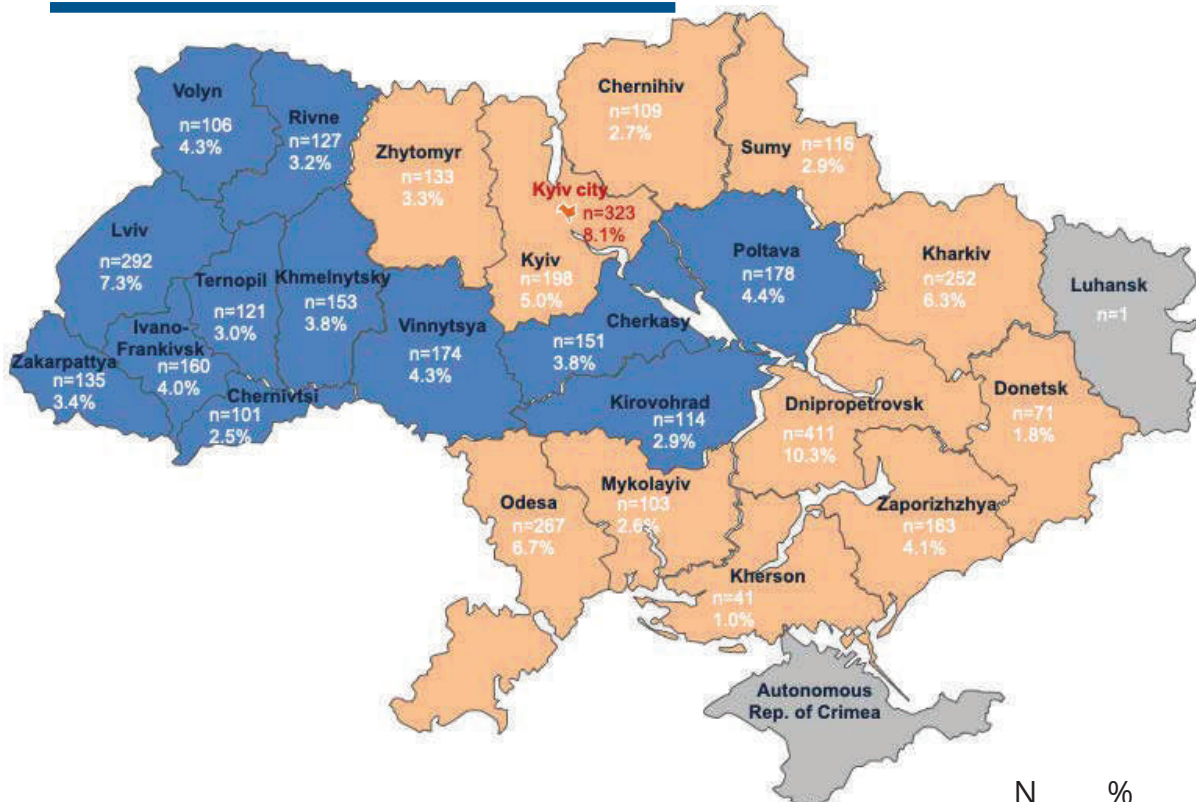 Volyn
n=106
4.3%
Rivne
n=127
3.2%
Zhytomyr
n=133
3.3%
Chernihiv
n=109
2.7%
Sumy n=116
2.9%
Kyiv city
n=323
8.1%
Kyiv
n=198
5.0%
Lviv
n=292
7.3%
Ternopil
n=121
3.0%
Khmelnytsky
n=153
3.8%
Vinnytsya
n=174
4.3%
Cherkasy
n=151
3.8%
Poltava
n=178
4.4%
Kharkiv
n=252
6.3%
Luhansk
n=1
Zakarpattya
n=135
3.4%
Ivano-
Frankivsk
n=160
4.0%
Chernivtsi
n=101
2.5%
Kirovohrad
n=114
2.9%
Dnipropetrovsk
n=411
10.3%
Donetsk
n=71
1.8%
Odesa
n=267
6.7%
Mykolayiv
n=103
2.6%
Zaporizhzhya
n=163
4.1%
Kherson
n=41
1.0%
Autonomous
Rep. of Crimea
N %